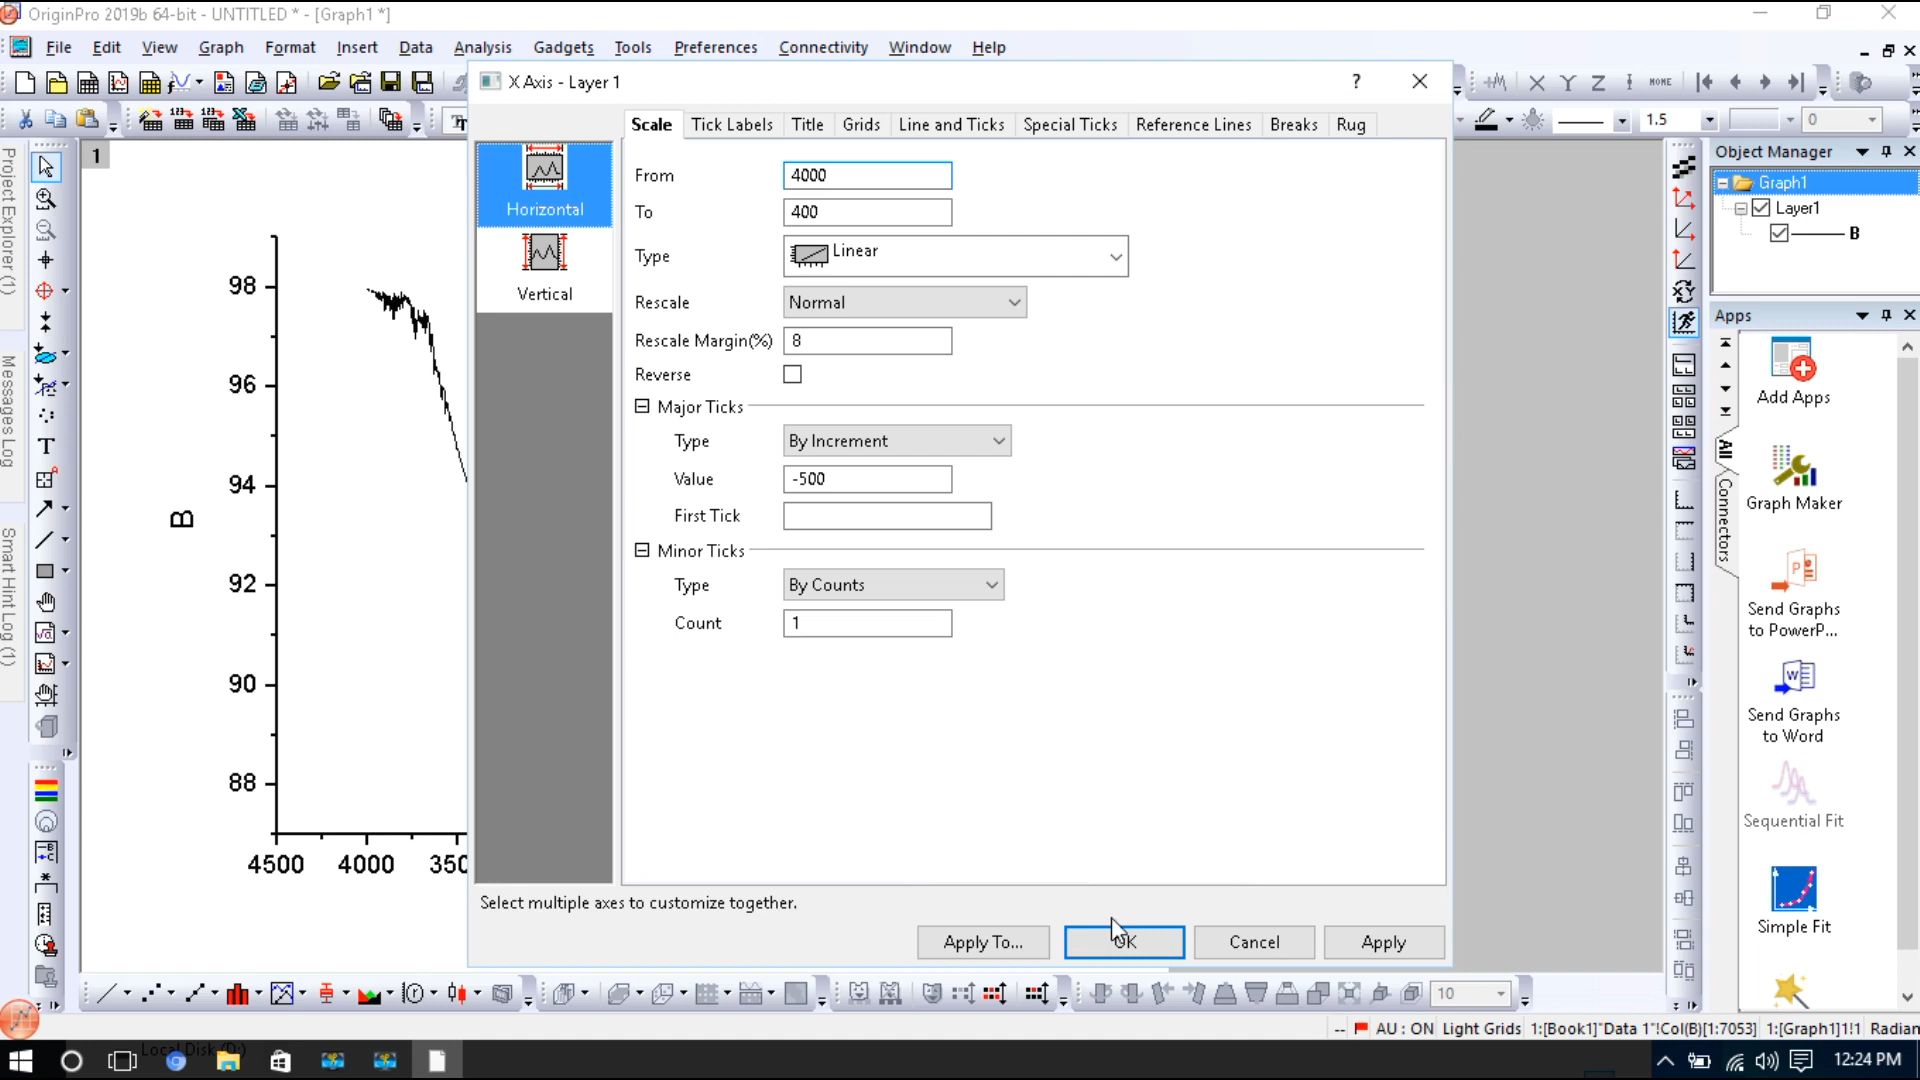 OriginPro 2019b 64-bit - UNTITLED * - [Graph1 *]
File Edit View Graph Format Insert Data Analysis Gadgets Tools Preferences Connectivity Window Help
X Axis - Layer 1
HOME
1.5
0
Scale Tick Labels Title Grids Line and Ticks Special Ticks Reference Lines Breaks Rug
Project Explorer (1)
Messages Log
Smart Hint Log (1)
1
98
96
94
92
90
88
B
4500 4000 350
Horizontal
Vertical
From 4000
To 400
Type Linear
Rescale Normal
Rescale Margin(%) 8
Reverse
Major Ticks
Type By Increment
Value -500
First Tick
Minor Ticks
Type By Counts
Count 1
Select multiple axes to customize together.
Apply To... OK Cancel Apply
Object Manager
Graph1
Layer1
B
Apps
All
Connectors
Add Apps
Graph Maker
Send Graphs
to PowerP...
Send Graphs
to Word
Sequential Fit
Simple Fit
10
-- AU : ON Light Grids 1:[Book1]"Data 1"!Col(B)[1:7053] 1:[Graph1]1!1 Radian
Local Disk (D:)
12:24 PM